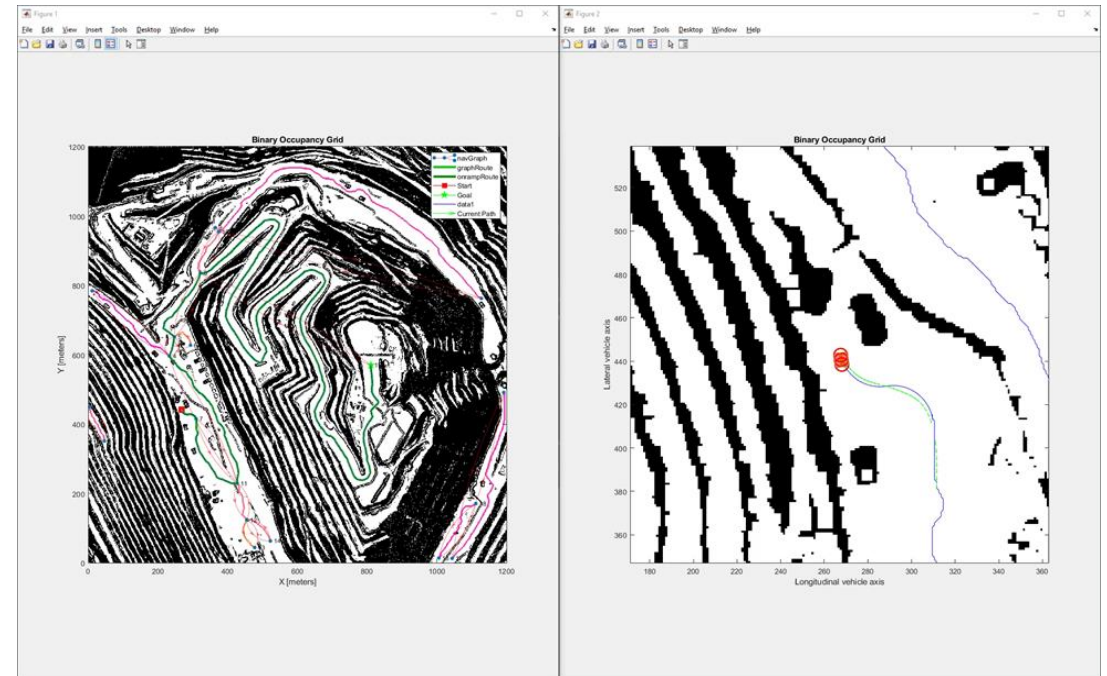 Figure 1
File Edit View Insert Tools Desktop Window Help
Binary Occupancy Grid
1200
1000
800
600
400
200
0
Y [meters]
navGraph
graphRoute
onrampRoute
Start
Goal
data1
Current Path
0 200 400 600 800 1000 1200
X [meters]
Figure 2
File Edit View Insert Tools Desktop Window Help
Binary Occupancy Grid
520
500
480
460
440
420
400
380
360
Lateral vehicle axis
180 200 220 240 260 280 300 320 340 360
Longitudinal vehicle axis